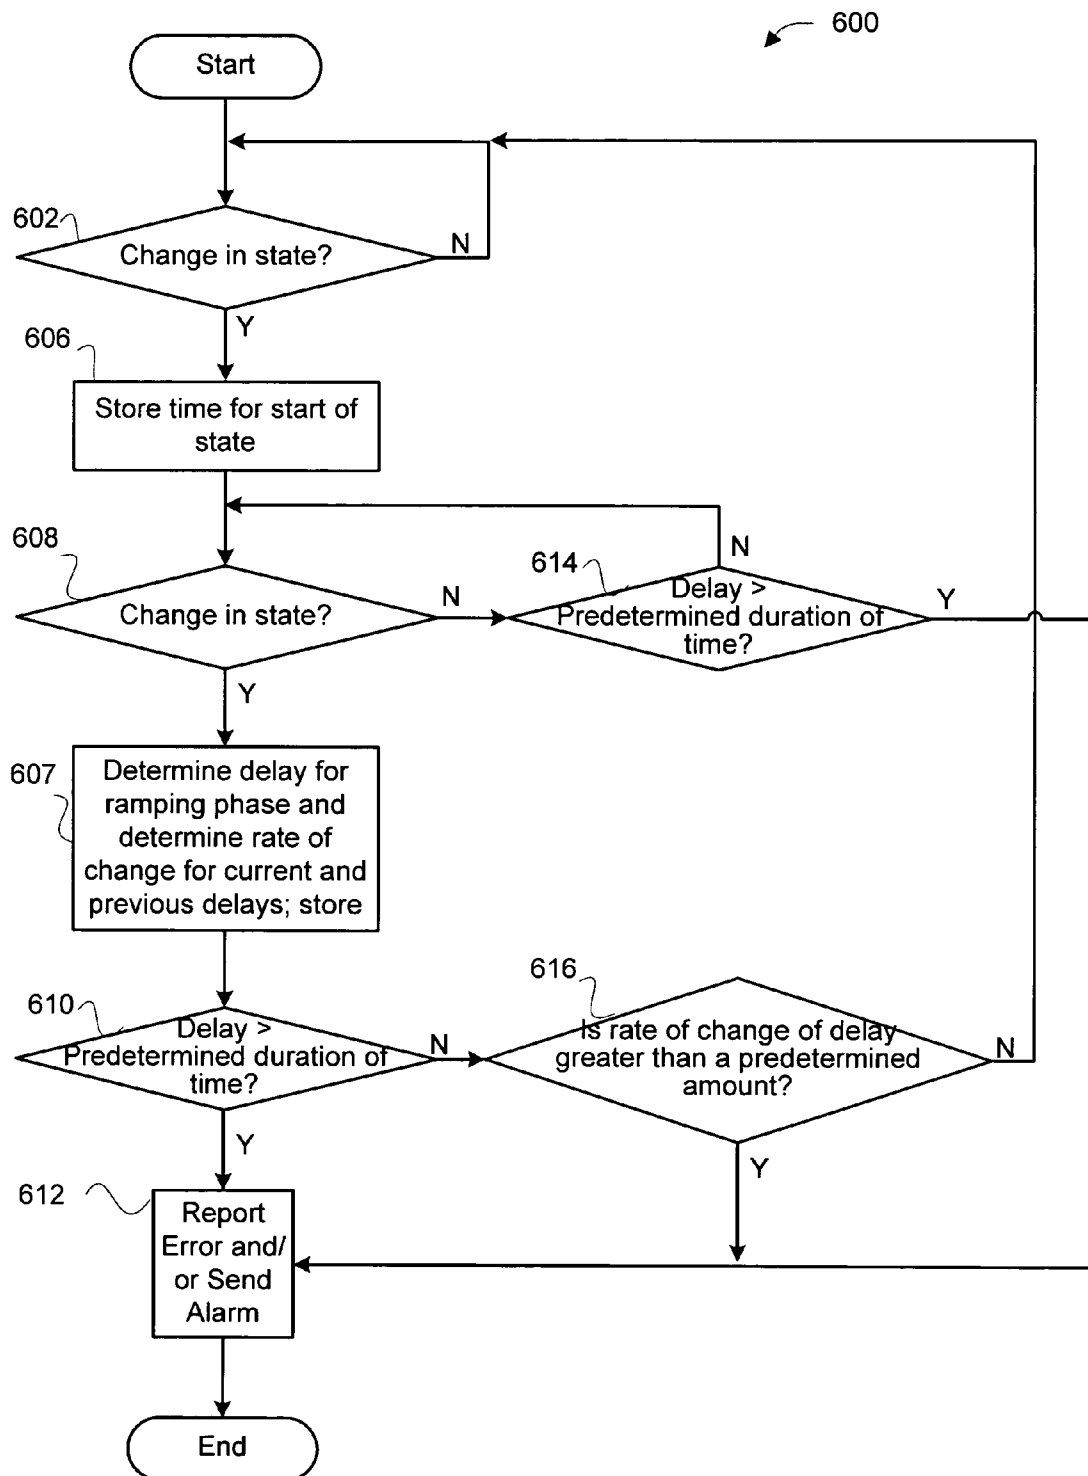 600
Start
602
Change in state?
N
Y
606
Store time for start of
state
608
Change in state?
N
Y
614
Delay >
Predetermined duration of
time?
N
Y
607
Determine delay for
ramping phase and
determine rate of
change for current and
previous delays; store
610
Delay >
Predetermined duration of
time?
N
Y
616
Is rate of change of delay
greater than a predetermined
amount?
N
Y
612
Report
Error and/
or Send
Alarm
End